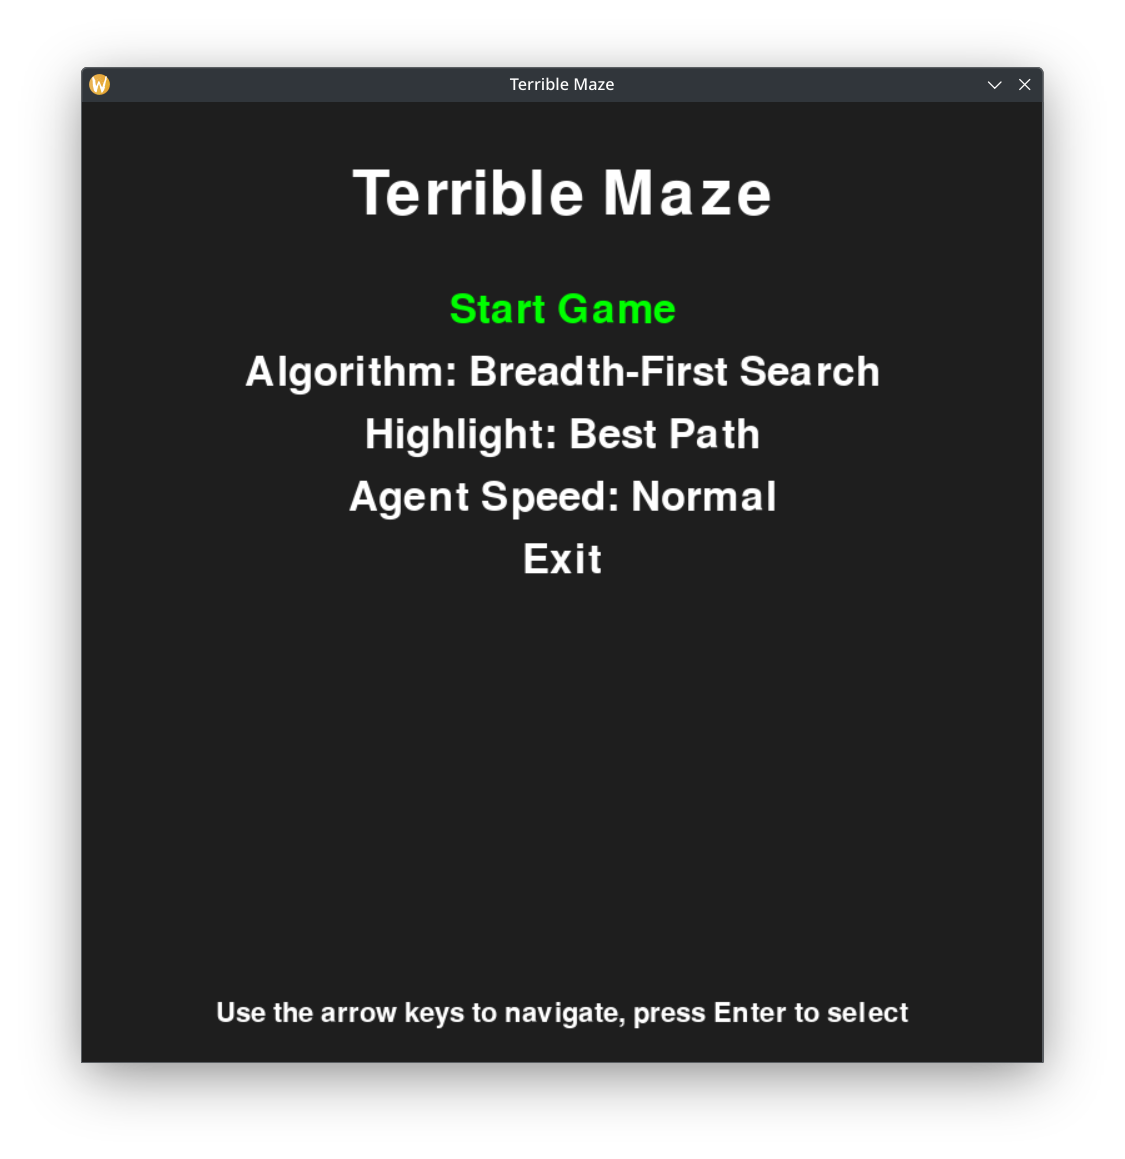 Terrible Maze
Terrible Maze
Start Game
Algorithm: Breadth-First Search
Highlight: Best Path
Agent Speed: Normal
Exit
Use the arrow keys to navigate, press Enter to select